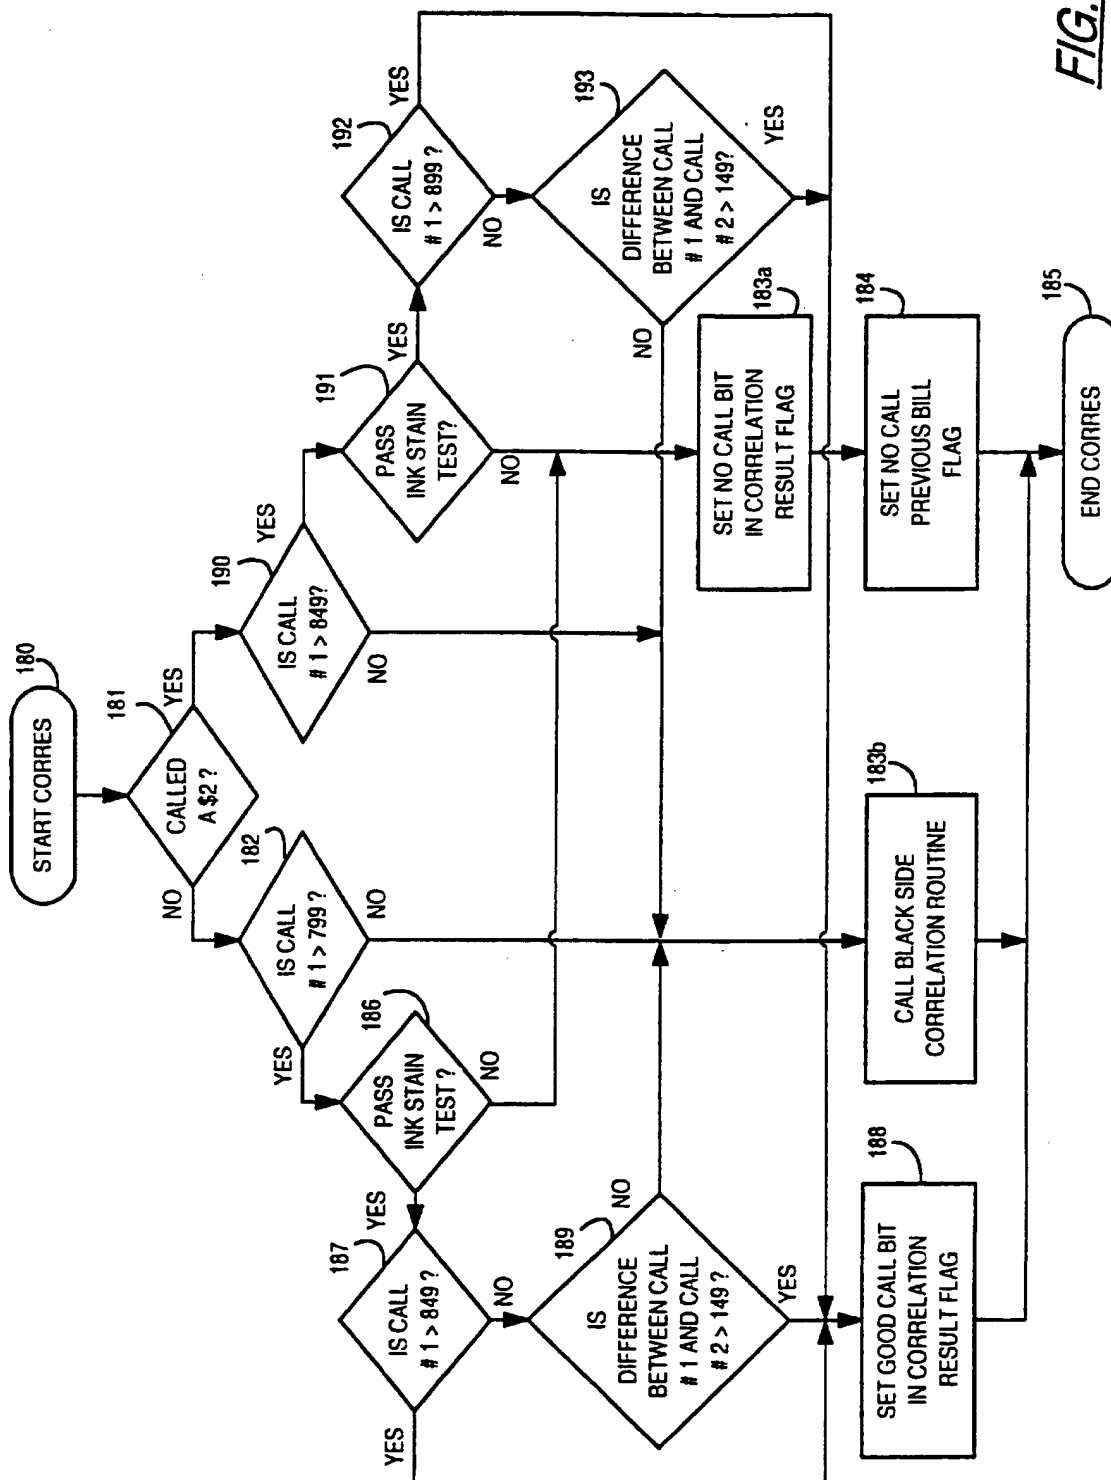 START CORRES
180
CALLED
A $2 ?
181
NO
YES
IS CALL
# 1 > 799 ?
182
YES
NO
IS CALL
# 1 > 849?
190
YES
NO
PASS
INK STAIN
TEST ?
186
YES
NO
PASS
INK STAIN
TEST?
191
YES
NO
IS CALL
# 1 > 849 ?
187
YES
NO
IS CALL
# 1 > 899 ?
192
YES
NO
IS
DIFFERENCE
BETWEEN CALL
# 1 AND CALL
# 2 > 149 ?
189
NO
YES
IS
DIFFERENCE
BETWEEN CALL
# 1 AND CALL
# 2 > 149?
193
NO
YES
SET NO CALL BIT
IN CORRELATION
RESULT FLAG
183a
SET GOOD CALL BIT
IN CORRELATION
RESULT FLAG
188
CALL BLACK SIDE
CORRELATION ROUTINE
183b
SET NO CALL
PREVIOUS BILL
FLAG
184
END CORRES
185
FIG.